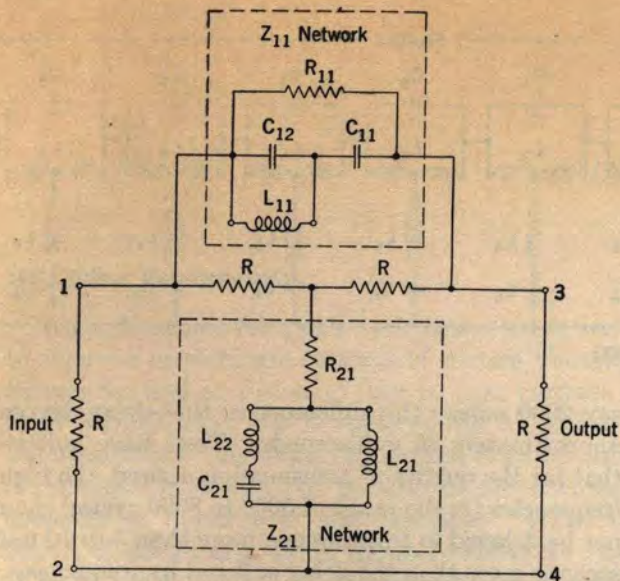 Z11 Network
R11
C12 C11
L11
1 R R 3
R21
Input R L22 L21 R Output
C21
Z21 Network
2 4